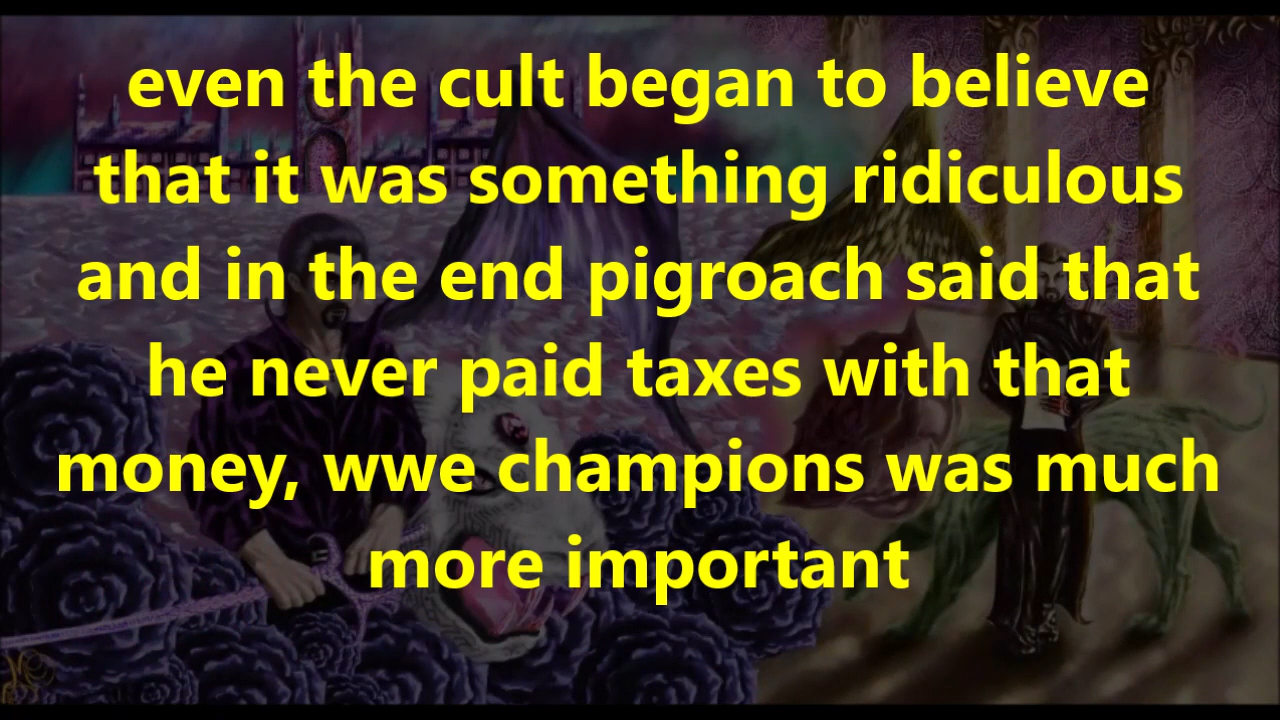 even the cult began to believe
that it was something ridiculous
and in the end pigroach said that
he never paid taxes with that
money, wwe champions was much
more important